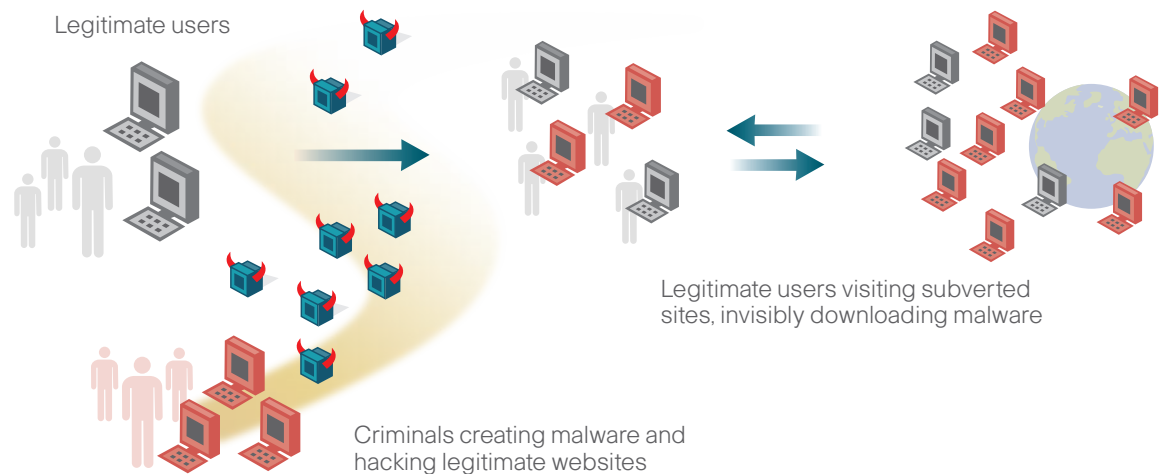 Legitimate users
Legitimate users visiting subverted
sites, invisibly downloading malware
Criminals creating malware and
hacking legitimate websites